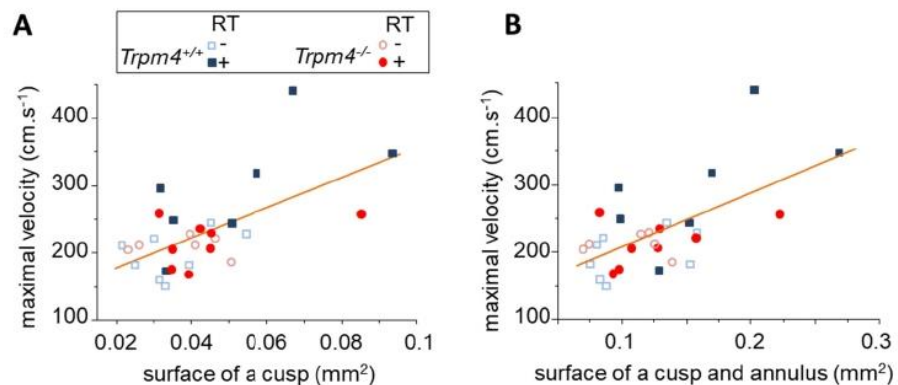 A
RT
RT
B
Trpm4+/+
-
+
Trpm4-/-
-
+
maximal velocity (cm.s-1)
400
300
200
100
0.02 0.04 0.06 0.08 0.1
surface of a cusp (mm2)
maximal velocity (cm.s-1)
400
300
200
100
0.1 0.2 0.3
surface of a cusp and annulus (mm2)